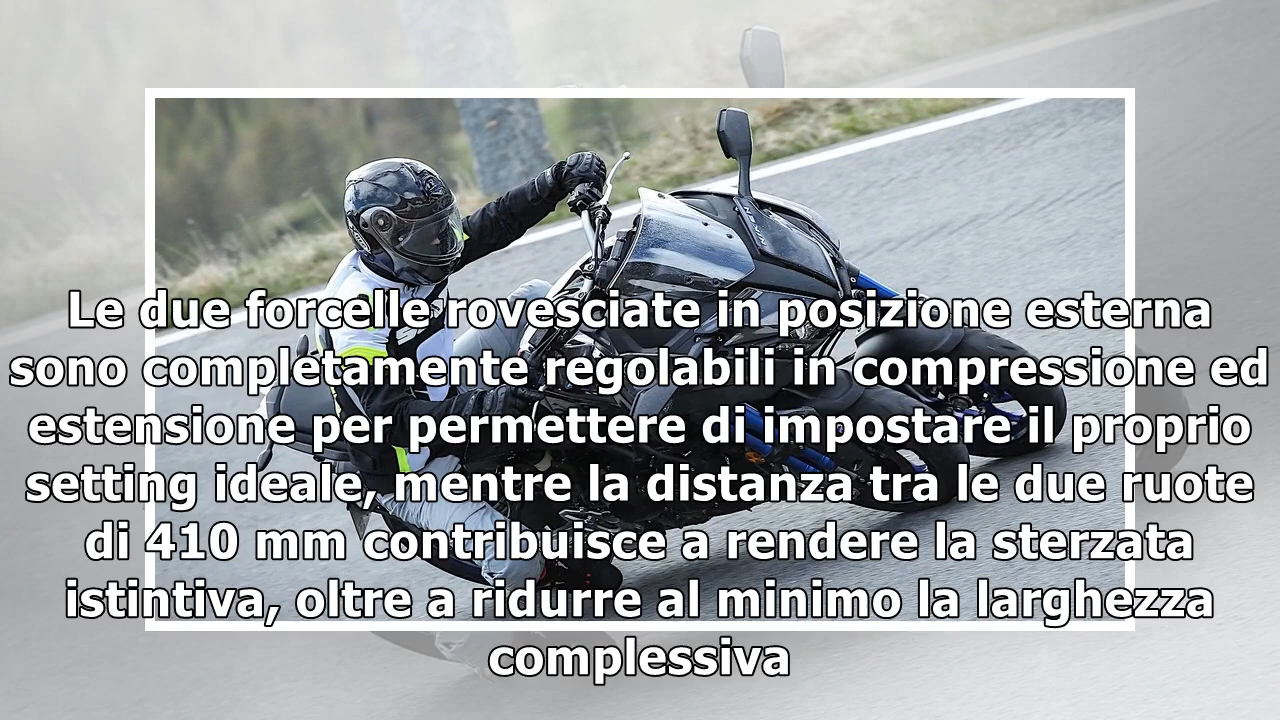 Le due forcelle rovesciate in posizione esterna
sono completamente regolabili in compressione ed
estensione per permettere di impostare il proprio
setting ideale, mentre la distanza tra le due ruote
di 410 mm contribuisce a rendere la sterzata
istintiva, oltre a ridurre al minimo la larghezza
complessiva